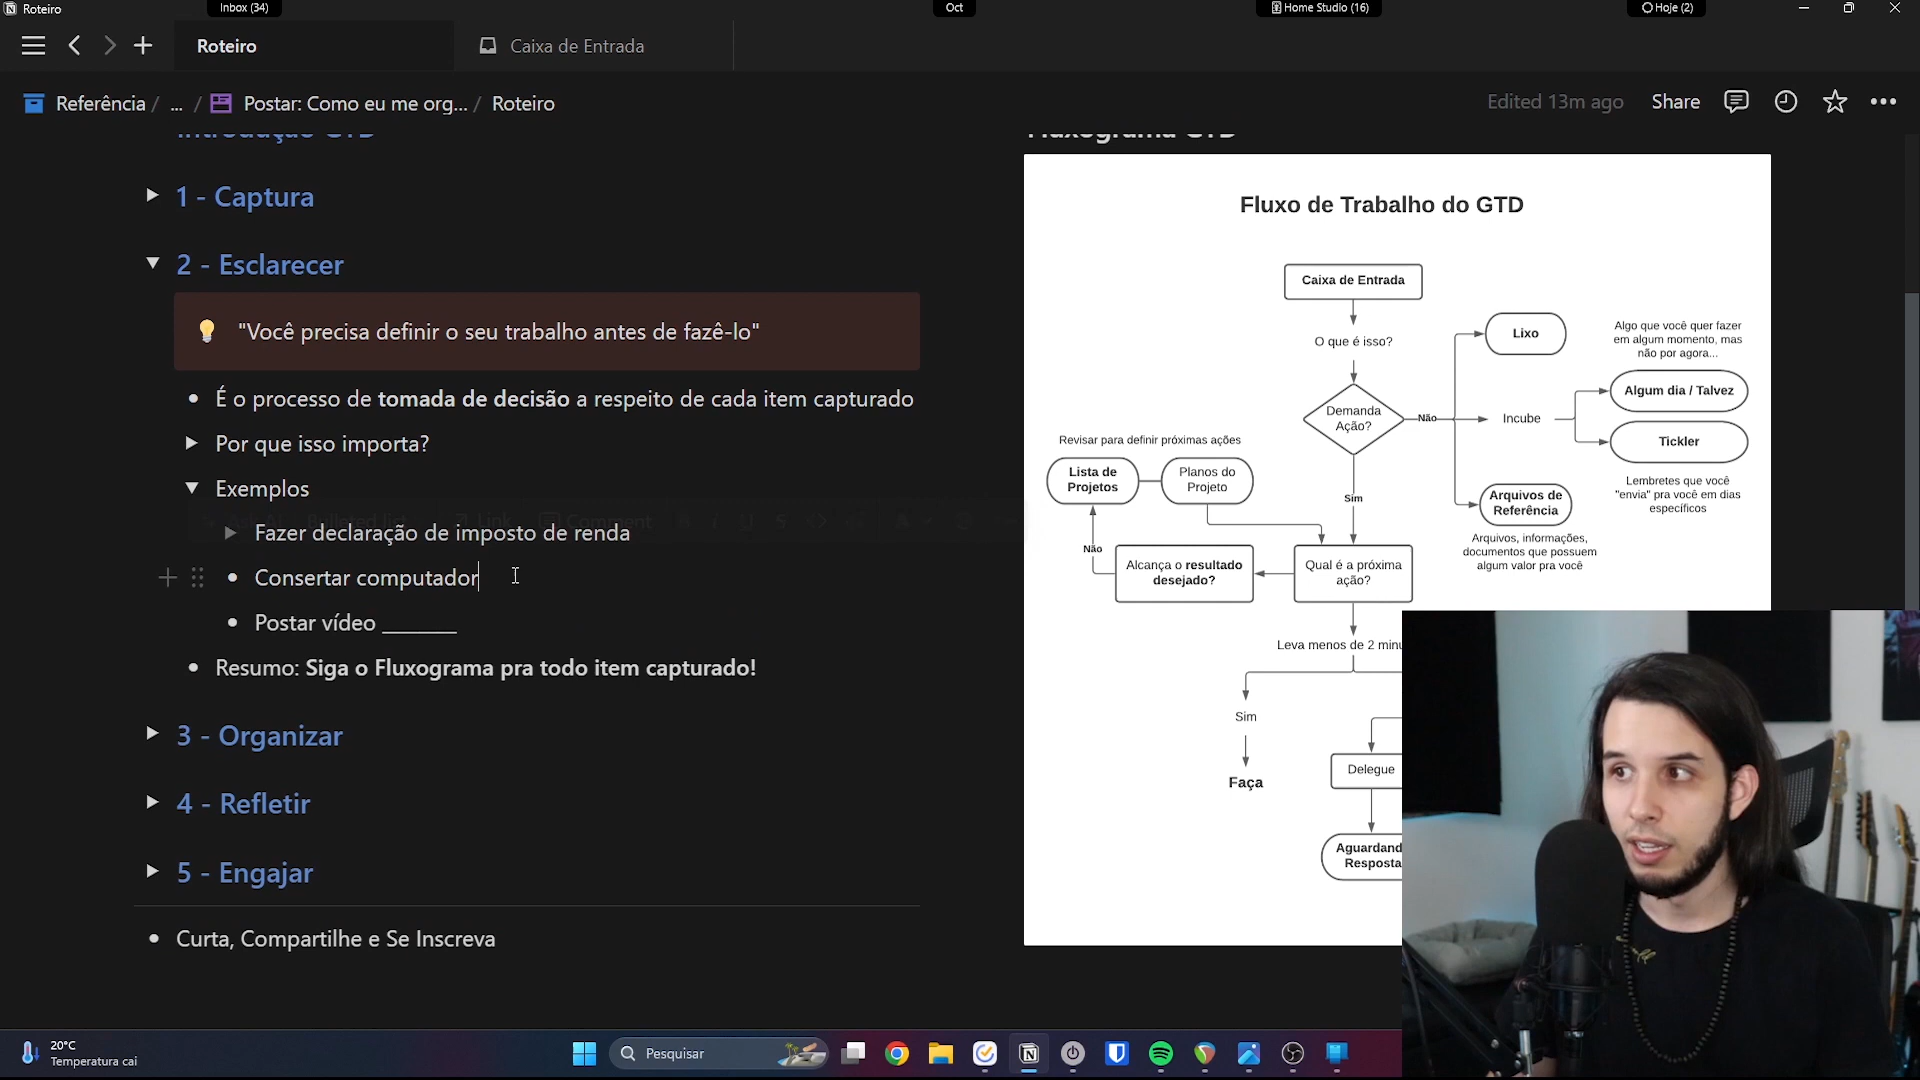 Roteiro
Inbox (34)
Oct
Home Studio (16)
Hoje (2)
Roteiro
Caixa de Entrada
Referência / ... / Postar: Como eu me org... / Roteiro
Edited 13m ago
Share
1 - Captura
2 - Esclarecer
"Você precisa definir o seu trabalho antes de fazê-lo"
É o processo de tomada de decisão a respeito de cada item capturado
Por que isso importa?
Exemplos
Fazer declaração de imposto de renda
Consertar computador
Postar vídeo ______
Resumo: Siga o Fluxograma pra todo item capturado!
3 - Organizar
4 - Refletir
5 - Engajar
Curta, Compartilhe e Se Inscreva
Fluxo de Trabalho do GTD
Caixa de Entrada
O que é isso?
Demanda
Ação?
Não
Lixo
Incube
Algo que você quer fazer
em algum momento, mas
não por agora...
Algum dia / Talvez
Tickler
Lembretes que você
"envia" pra você em dias
específicos
Arquivos de
Referência
Arquivos, informações,
documentos que possuem
algum valor pra você
Sim
Revisar para definir próximas ações
Lista de
Projetos
Planos do
Projeto
Não
Alcança o resultado
desejado?
Qual é a próxima
ação?
Leva menos de 2
Sim
Faça
Delegue
Resposta
20°C
Temperatura cai
Pesquisar